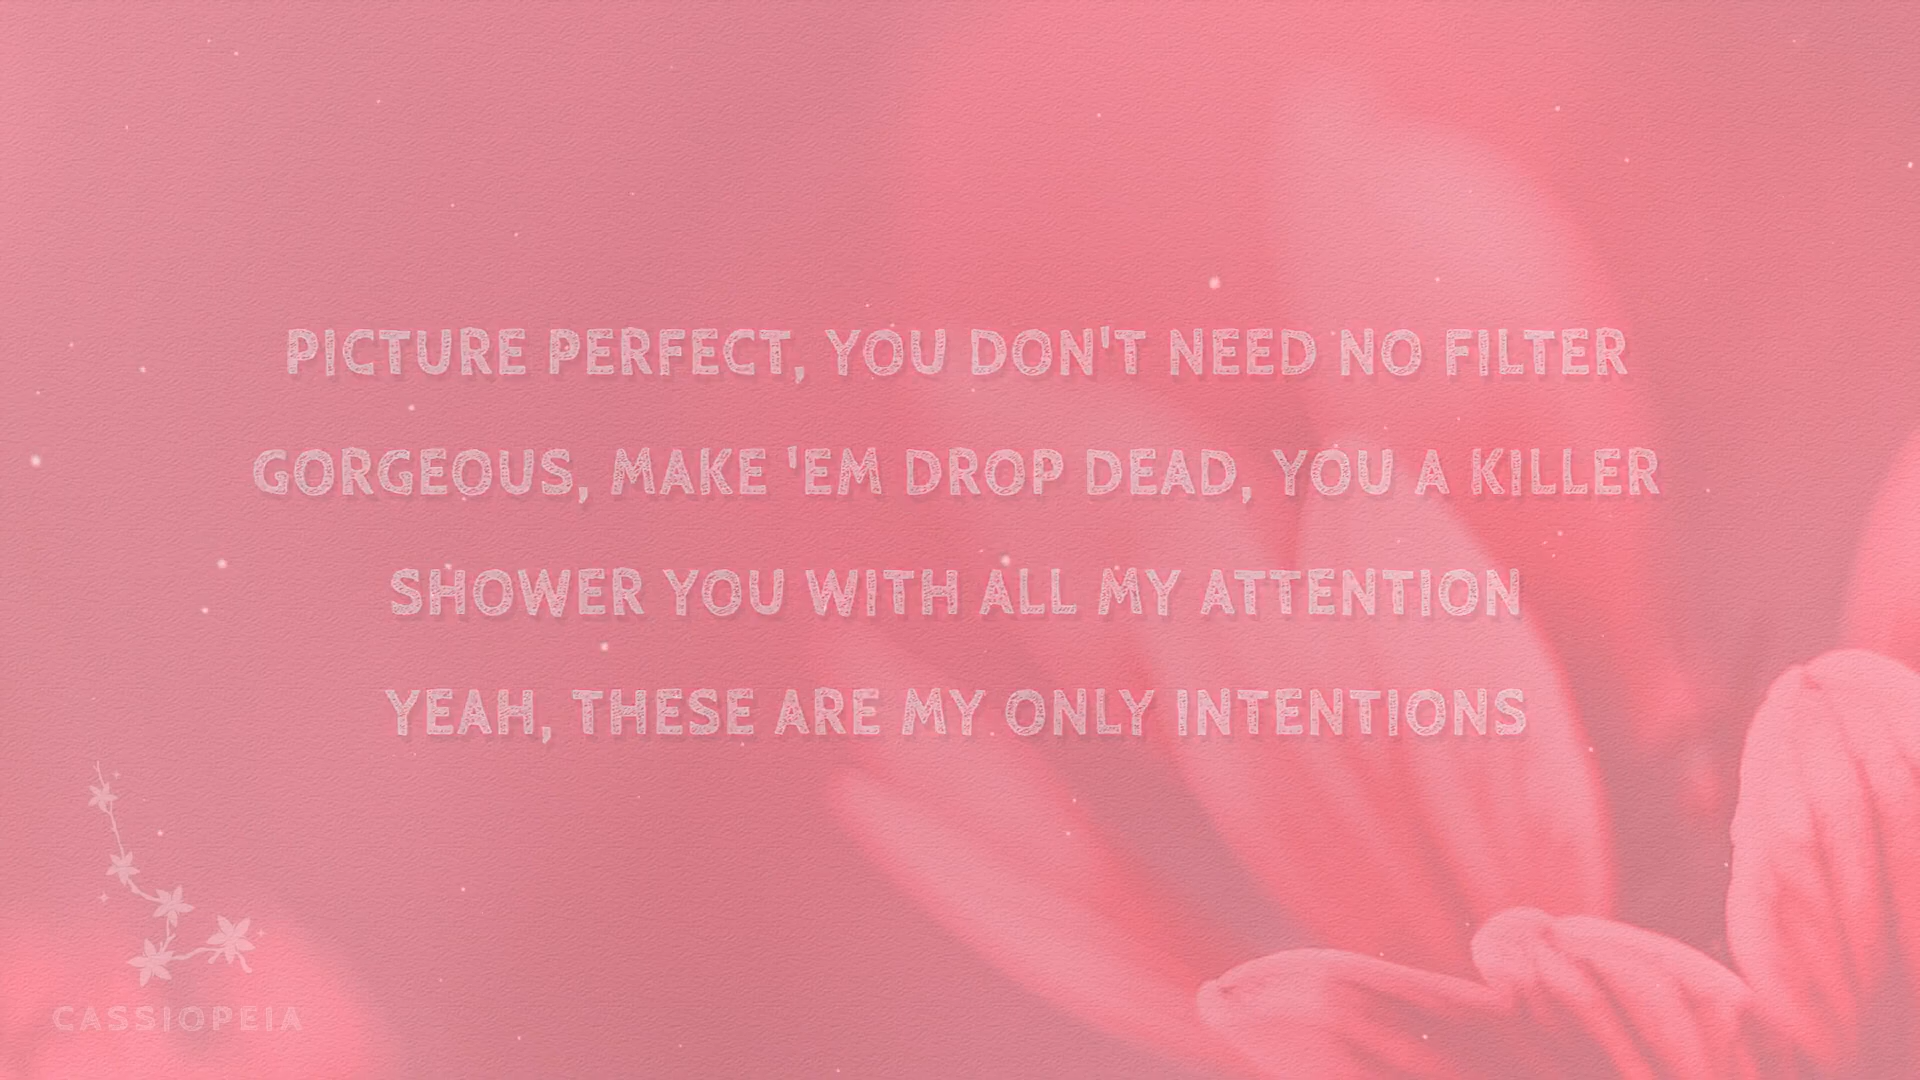 PICTURE PERFECT, YOU DON'T NEED NO FILTER
GORGEOUS, MAKE 'EM DROP DEAD, YOU A KILLER
SHOWER YOU WITH ALL MY ATTENTION
YEAH, THESE ARE MY ONLY INTENTIONS
CASSIOPEIA